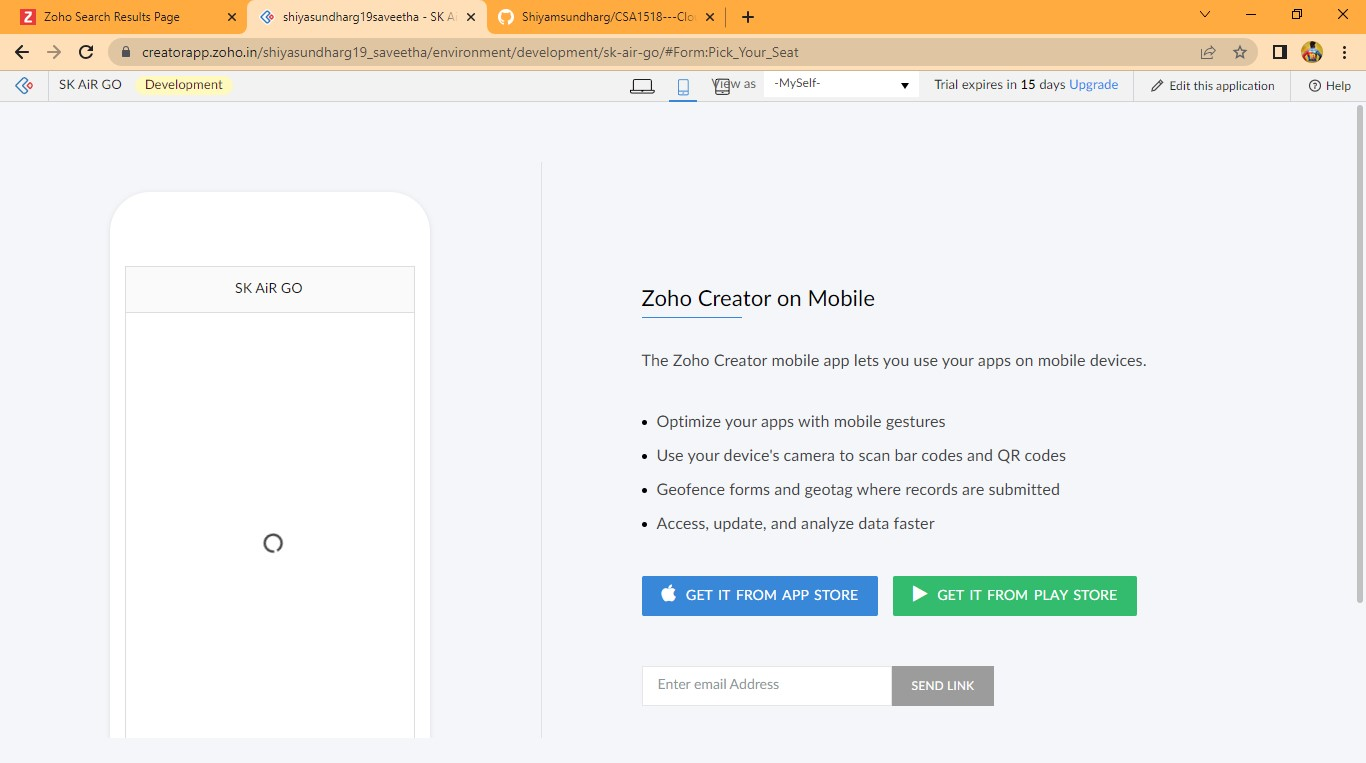 Zoho Search Results Page
shiyasundharg19saveetha - SK Ai
Shiyamsundharg/CSA1518---Clo
creatorapp.zoho.in/shiyasundharg19_saveetha/environment/development/sk-air-go/#Form:Pick_Your_Seat
SK AiR GO
Development
View as
-MySelf-
Trial expires in 15 days Upgrade
Edit this application
Help
SK AiR GO
Zoho Creator on Mobile
The Zoho Creator mobile app lets you use your apps on mobile devices.
Optimize your apps with mobile gestures
Use your device's camera to scan bar codes and QR codes
Geofence forms and geotag where records are submitted
Access, update, and analyze data faster
GET IT FROM APP STORE
GET IT FROM PLAY STORE
Enter email Address
SEND LINK